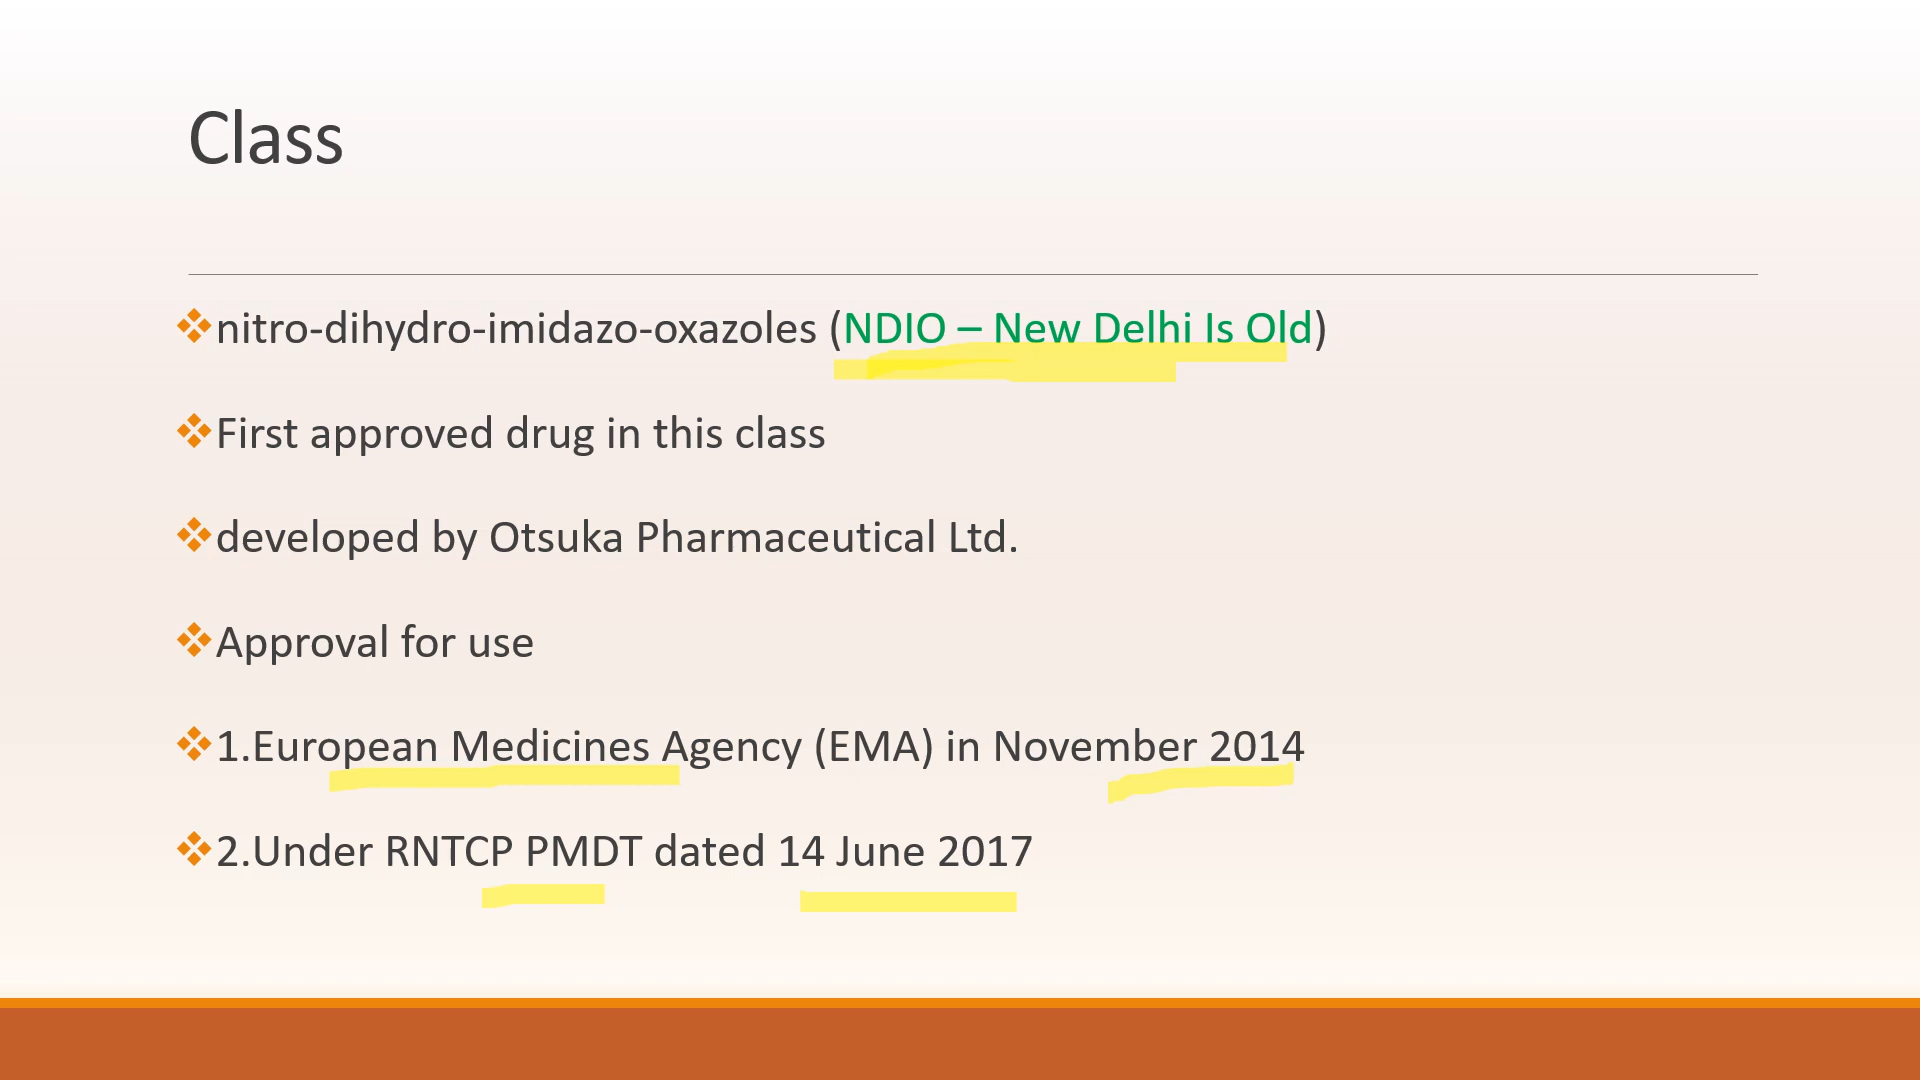 Class
nitro-dihydro-imidazo-oxazoles (NDIO – New Delhi Is Old)
First approved drug in this class
developed by Otsuka Pharmaceutical Ltd.
Approval for use
1.European Medicines Agency (EMA) in November 2014
2.Under RNTCP PMDT dated 14 June 2017